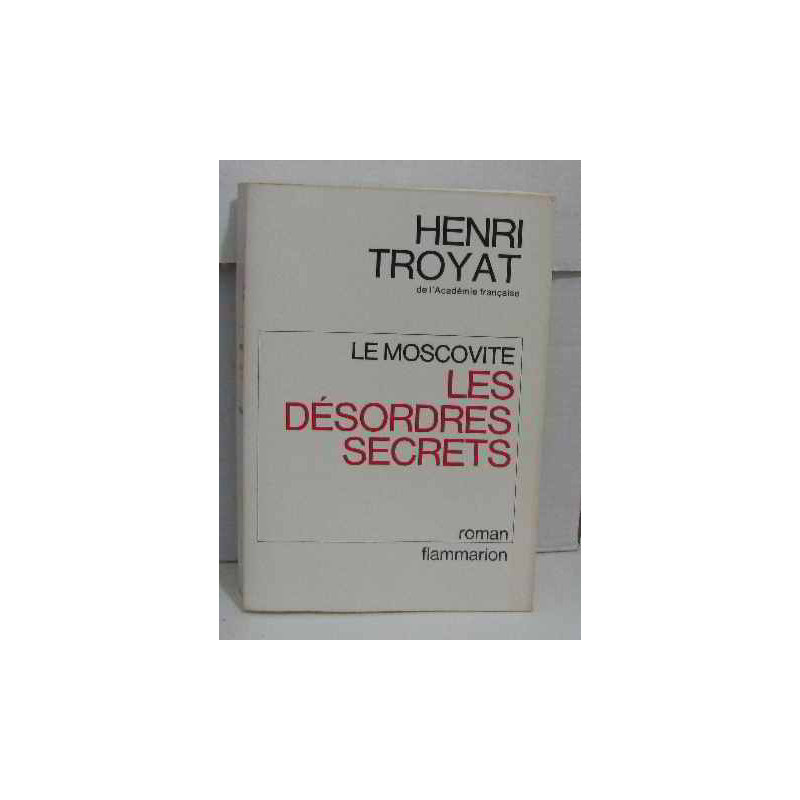 HENRI
TROYAT
de l'Académie française
LE MOSCOVITE
LES
DÉSORDRES
SECRETS
roman
flammarion